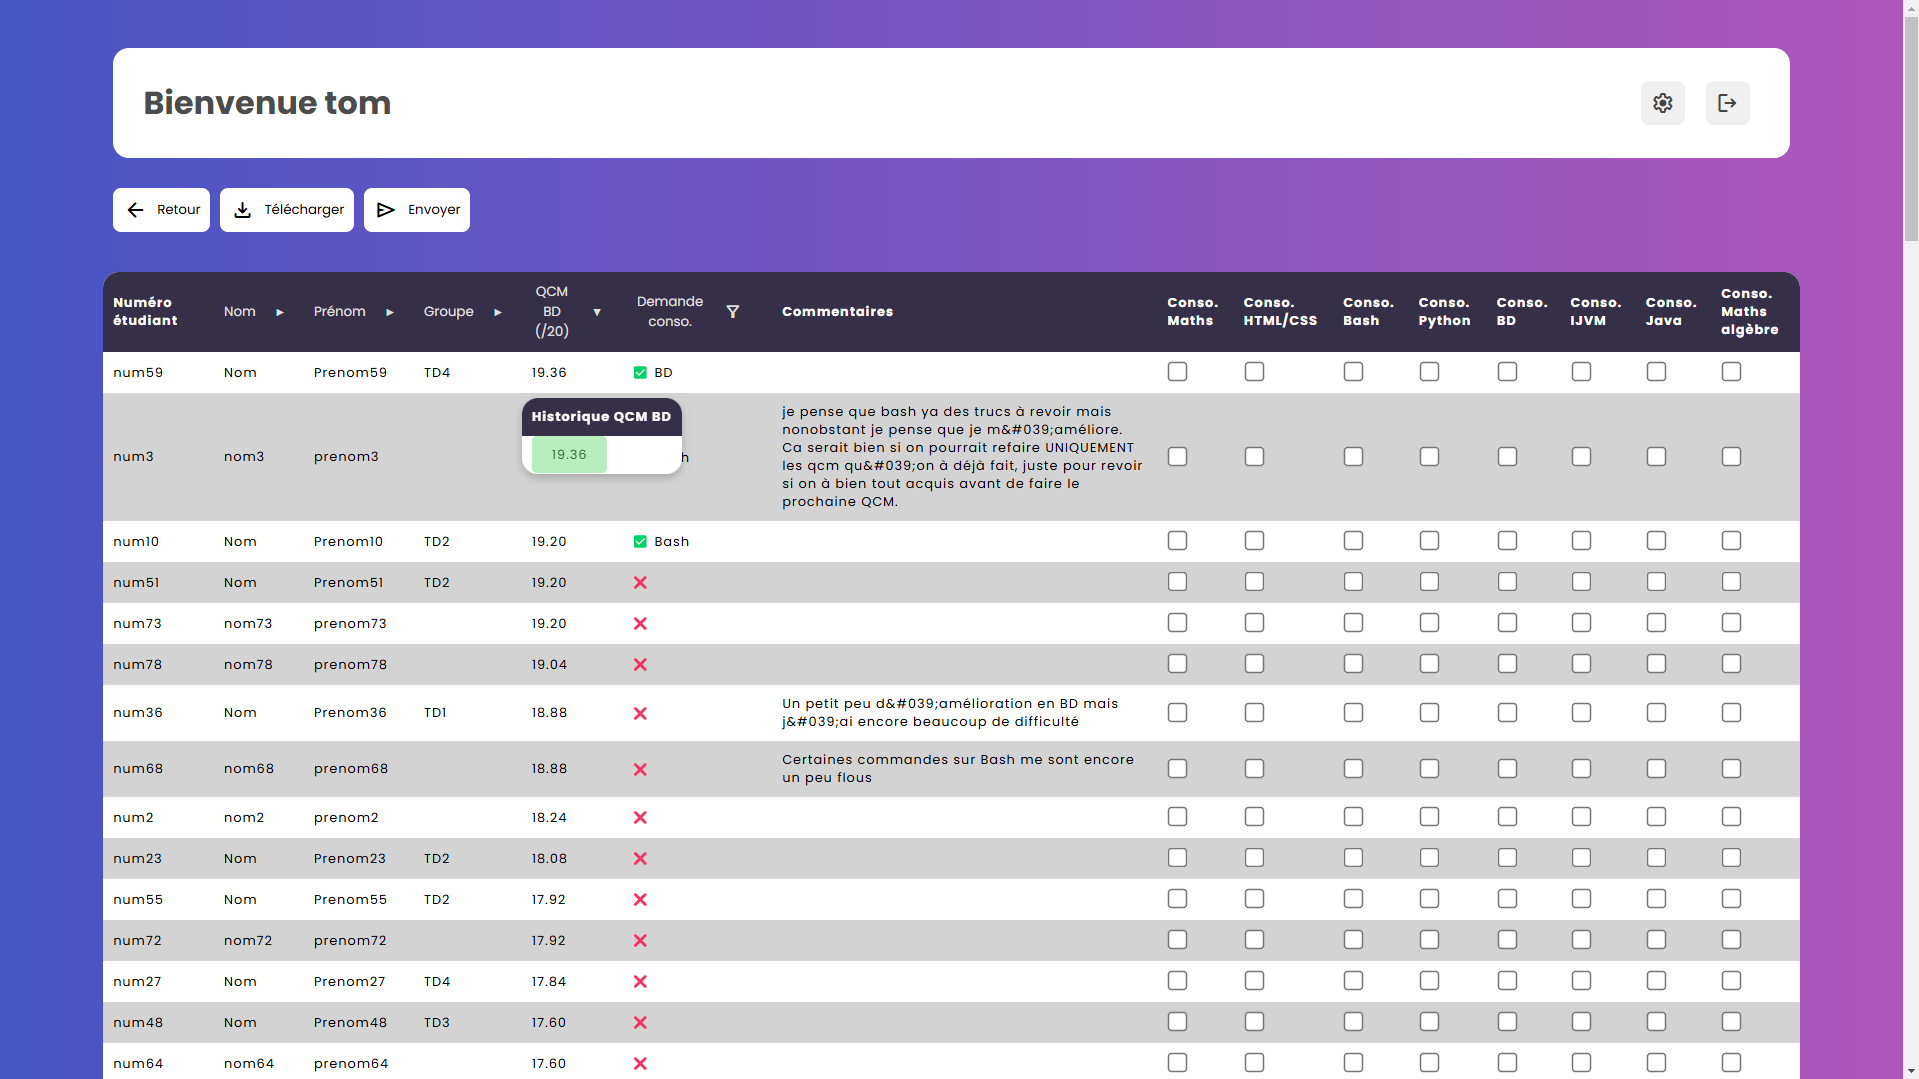 Bienvenue tom
Retour
Télécharger
Envoyer
Numéro étudiant
Nom ▶
Prénom ▶
Groupe ▶
QCM BD (/20) ▼
Demande conso.
Commentaires
Conso. Maths
Conso. HTML/CSS
Conso. Bash
Conso. Python
Conso. BD
Conso. IJVM
Conso. Java
Conso. Maths algèbre
num59 Nom Prenom59 TD4 19.36 BD
Historique QCM BD
19.36
num3 nom3 prenom3 h
je pense que bash ya des trucs à revoir mais
nonobstant je pense que je m&#039;améliore.
Ca serait bien si on pourrait refaire UNIQUEMENT
les qcm qu&#039;on à déjà fait, juste pour revoir
si on à bien tout acquis avant de faire le
prochaine QCM.
num10 Nom Prenom10 TD2 19.20 Bash
num51 Nom Prenom51 TD2 19.20
num73 nom73 prenom73 19.20
num78 nom78 prenom78 19.04
num36 Nom Prenom36 TD1 18.88
Un petit peu d&#039;amélioration en BD mais
j&#039;ai encore beaucoup de difficulté
num68 nom68 prenom68 18.88
Certaines commandes sur Bash me sont encore
un peu flous
num2 nom2 prenom2 18.24
num23 Nom Prenom23 TD2 18.08
num55 Nom Prenom55 TD2 17.92
num72 nom72 prenom72 17.92
num27 Nom Prenom27 TD4 17.84
num48 Nom Prenom48 TD3 17.60
num64 nom64 prenom64 17.60